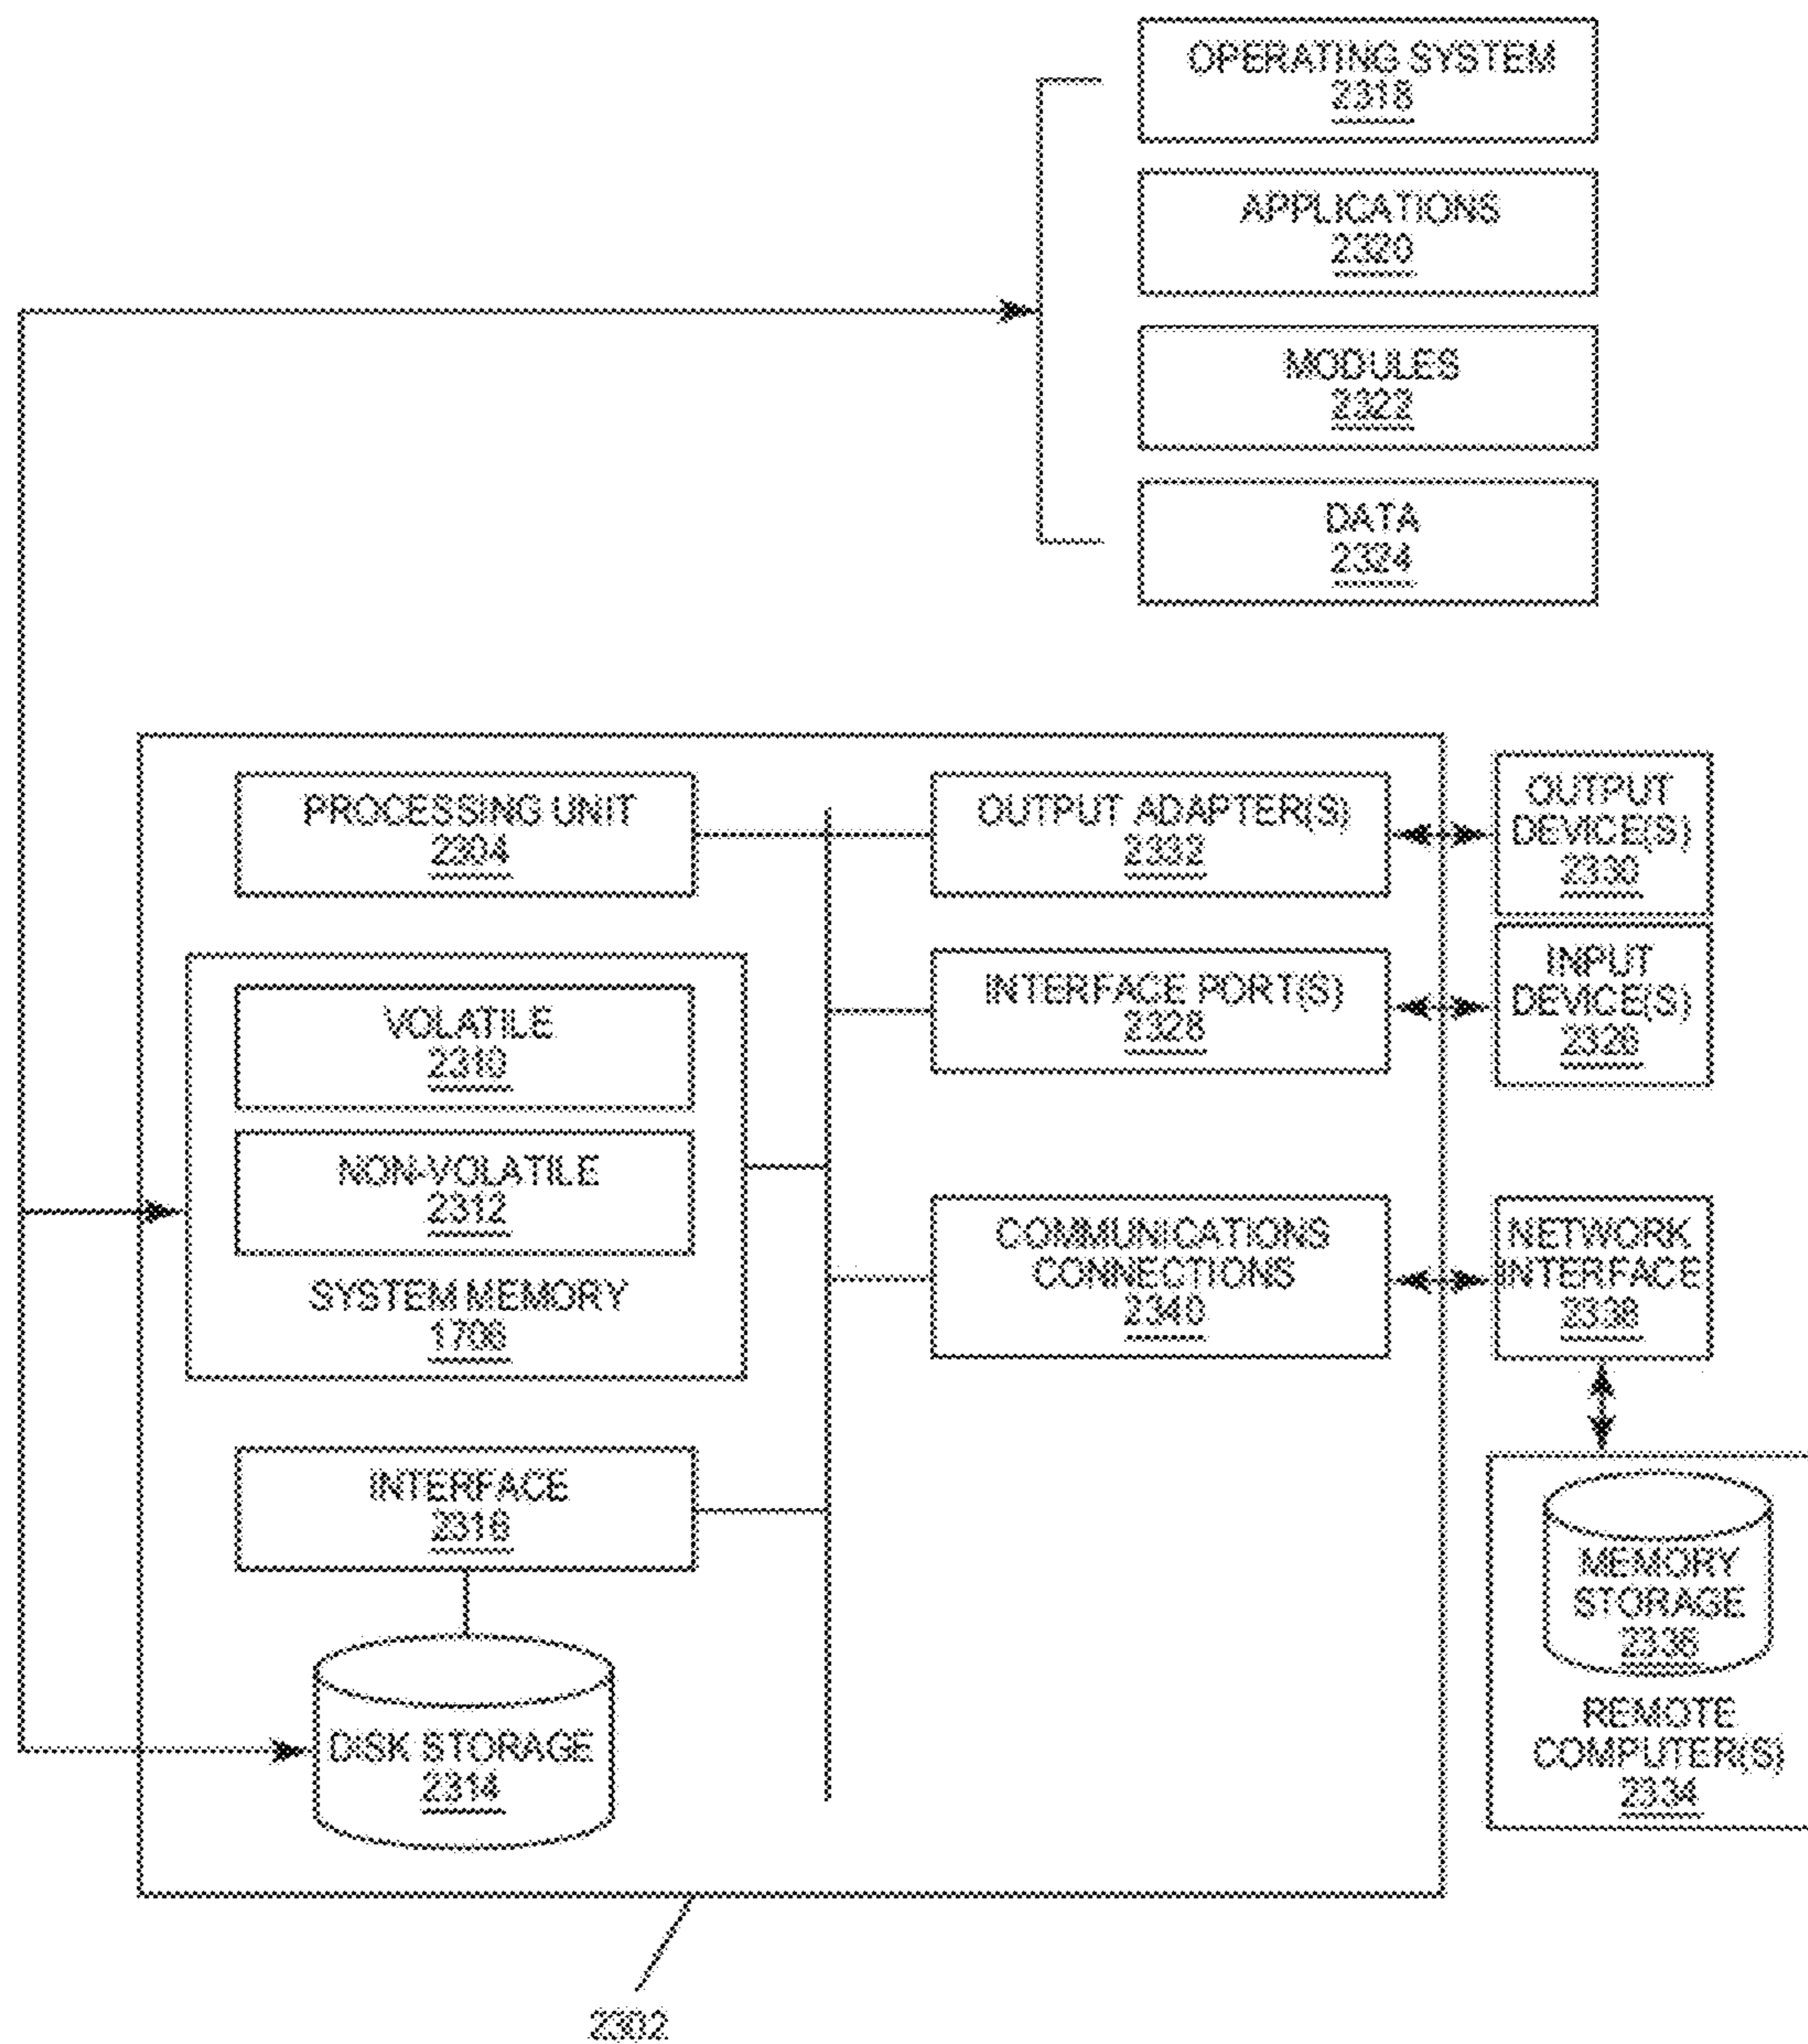 OPERATING SYSTEM
2318
APPLICATIONS
2320
MODULES
2322
DATA
2324
PROCESSING UNIT
2304
OUTPUT ADAPTER(S)
2332
OUTPUT
DEVICE(S)
2330
VOLATILE
2310
INTERFACE PORT(S)
2328
INPUT
DEVICE(S)
2326
NON-VOLATILE
2312
SYSTEM MEMORY
1706
COMMUNICATIONS
CONNECTIONS
2340
NETWORK
INTERFACE
2338
INTERFACE
2316
DISK STORAGE
2314
MEMORY
STORAGE
2336
REMOTE
COMPUTER(S)
2334
2302